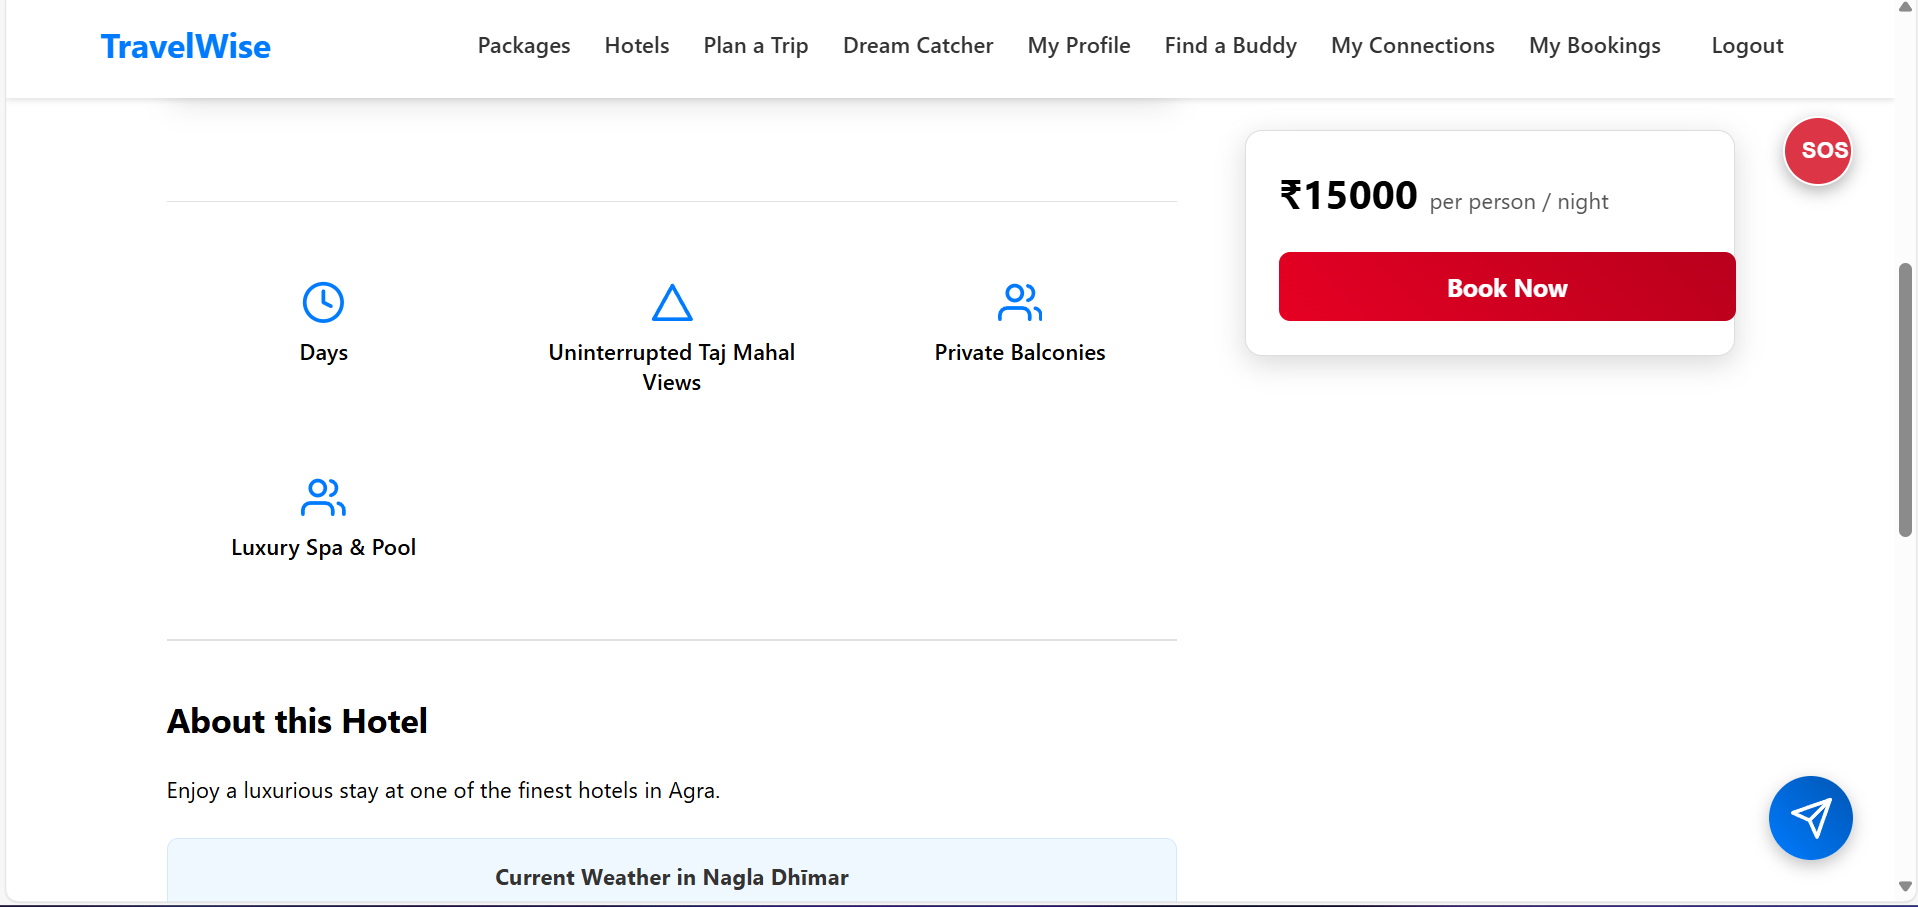 TravelWise
Packages Hotels Plan a Trip Dream Catcher My Profile Find a Buddy My Connections My Bookings Logout
SOS
₹15000 per person / night
Book Now
Days
Uninterrupted Taj Mahal
Views
Private Balconies
Luxury Spa & Pool
About this Hotel
Enjoy a luxurious stay at one of the finest hotels in Agra.
Current Weather in Nagla Dhīmar